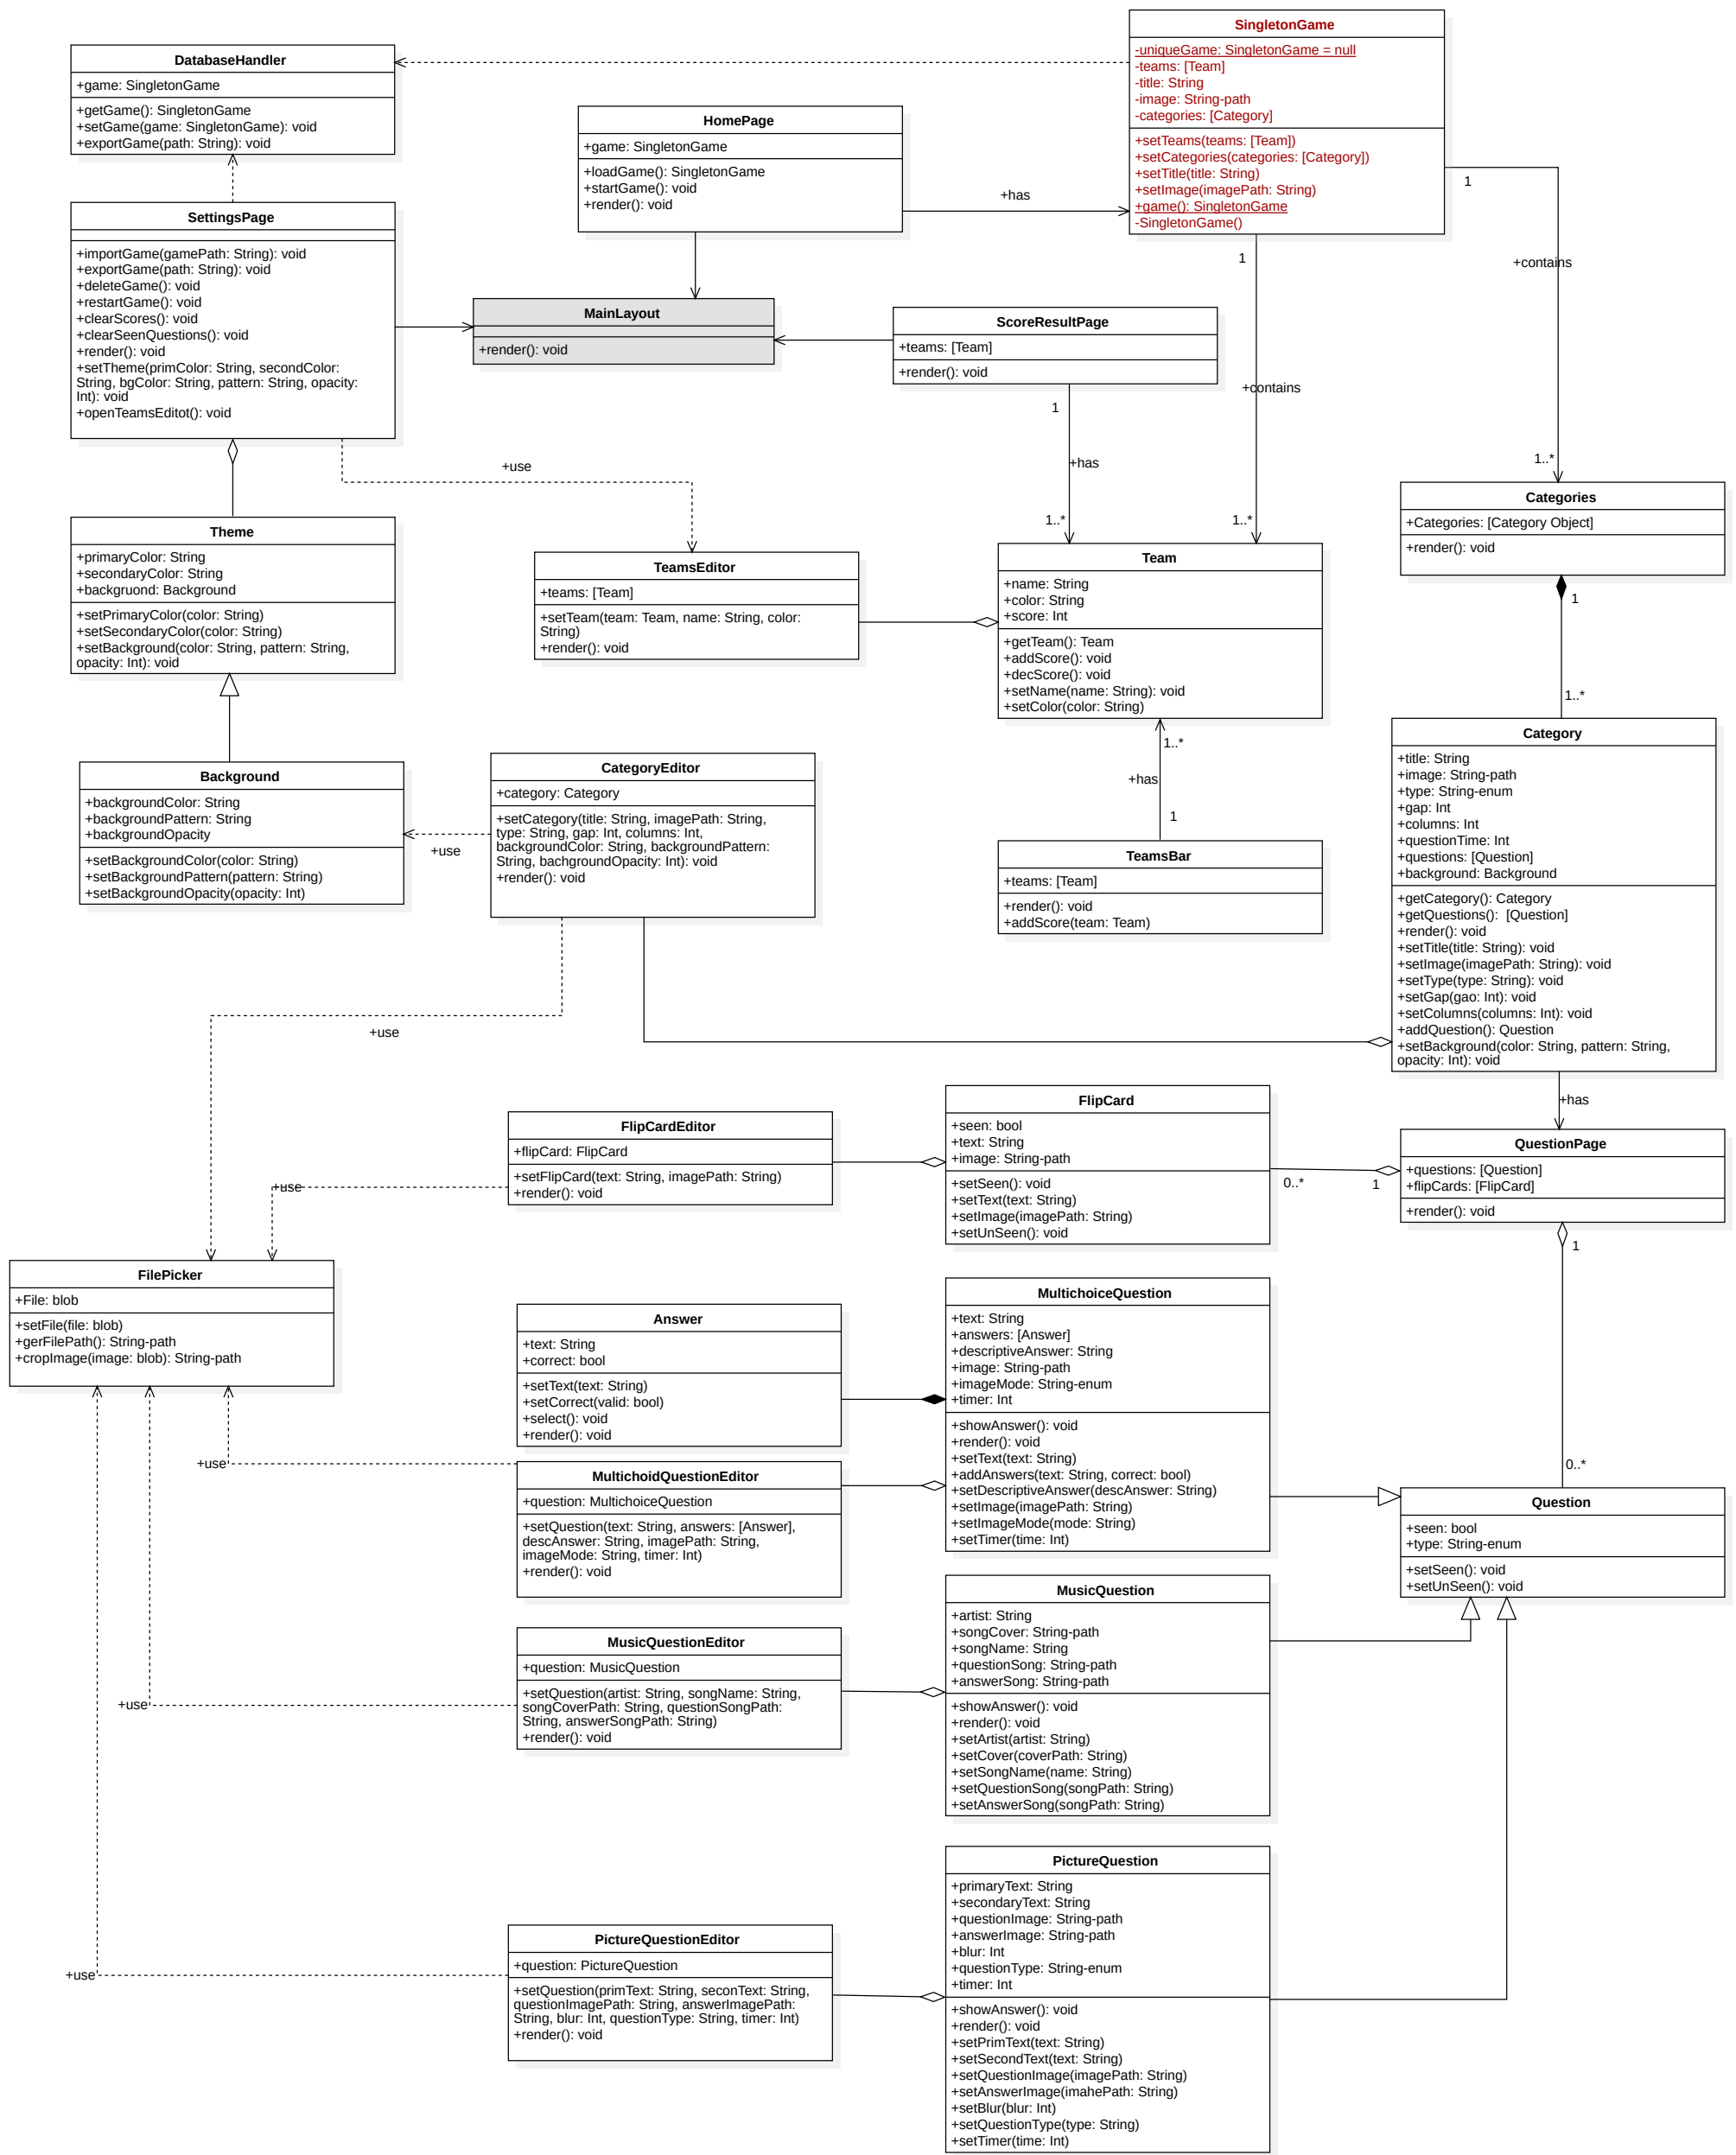 SingletonGame
-uniqueGame: SingletonGame = null
-teams: [Team]
-title: String
-image: String-path
-categories: [Category]
+setTeams(teams: [Team])
+setCategories(categories: [Category])
+setTitle(title: String)
+setImage(imagePath: String)
+game(): SingletonGame
-SingletonGame()
DatabaseHandler
+game: SingletonGame
+getGame(): SingletonGame
+setGame(game: SingletonGame): void
+exportGame(path: String): void
HomePage
+game: SingletonGame
+loadGame(): SingletonGame
+startGame(): void
+render(): void
+has
1
+contains
1..*
1
+contains
1..*
SettingsPage
+importGame(gamePath: String): void
+exportGame(path: String): void
+deleteGame(): void
+restartGame(): void
+clearScores(): void
+clearSeenQuestions(): void
+render(): void
+setTheme(primColor: String, secondColor:
String, bgColor: String, pattern: String, opacity:
Int): void
+openTeamsEditot(): void
MainLayout
+render(): void
ScoreResultPage
+teams: [Team]
+render(): void
1
+has
1..*
+use
Categories
+Categories: [Category Object]
+render(): void
1
1..*
Theme
+primaryColor: String
+secondaryColor: String
+backgruond: Background
+setPrimaryColor(color: String)
+setSecondaryColor(color: String)
+setBackground(color: String, pattern: String,
opacity: Int): void
TeamsEditor
+teams: [Team]
+setTeam(team: Team, name: String, color:
String)
+render(): void
Team
+name: String
+color: String
+score: Int
+getTeam(): Team
+addScore(): void
+decScore(): void
+setName(name: String): void
+setColor(color: String)
1..*
+has
1
Background
+backgroundColor: String
+backgroundPattern: String
+backgroundOpacity
+setBackgroundColor(color: String)
+setBackgroundPattern(pattern: String)
+setBackgroundOpacity(opacity: Int)
+use
CategoryEditor
+category: Category
+setCategory(title: String, imagePath: String,
type: String, gap: Int, columns: Int,
backgroundColor: String, backgroundPattern:
String, bachgroundOpacity: Int): void
+render(): void
TeamsBar
+teams: [Team]
+render(): void
+addScore(team: Team)
Category
+title: String
+image: String-path
+type: String-enum
+gap: Int
+columns: Int
+questionTime: Int
+questions: [Question]
+background: Background
+getCategory(): Category
+getQuestions():  [Question]
+render(): void
+setTitle(title: String): void
+setImage(imagePath: String): void
+setType(type: String): void
+setGap(gao: Int): void
+setColumns(columns: Int): void
+addQuestion(): Question
+setBackground(color: String, pattern: String,
opacity: Int): void
+use
+has
FlipCardEditor
+flipCard: FlipCard
+setFlipCard(text: String, imagePath: String)
+render(): void
+use
FlipCard
+seen: bool
+text: String
+image: String-path
+setSeen(): void
+setText(text: String)
+setImage(imagePath: String)
+setUnSeen(): void
0..*
1
QuestionPage
+questions: [Question]
+flipCards: [FlipCard]
+render(): void
1
0..*
FilePicker
+File: blob
+setFile(file: blob)
+gerFilePath(): String-path
+cropImage(image: blob): String-path
Answer
+text: String
+correct: bool
+setText(text: String)
+setCorrect(valid: bool)
+select(): void
+render(): void
MultichoiceQuestion
+text: String
+answers: [Answer]
+descriptiveAnswer: String
+image: String-path
+imageMode: String-enum
+timer: Int
+showAnswer(): void
+render(): void
+setText(text: String)
+addAnswers(text: String, correct: bool)
+setDescriptiveAnswer(descAnswer: String)
+setImage(imagePath: String)
+setImageMode(mode: String)
+setTimer(time: Int)
+use
MultichoidQuestionEditor
+question: MultichoiceQuestion
+setQuestion(text: String, answers: [Answer],
descAnswer: String, imagePath: String,
imageMode: String, timer: Int)
+render(): void
Question
+seen: bool
+type: String-enum
+setSeen(): void
+setUnSeen(): void
MusicQuestionEditor
+question: MusicQuestion
+setQuestion(artist: String, songName: String,
songCoverPath: String, questionSongPath:
String, answerSongPath: String)
+render(): void
+use
MusicQuestion
+artist: String
+songCover: String-path
+songName: String
+questionSong: String-path
+answerSong: String-path
+showAnswer(): void
+render(): void
+setArtist(artist: String)
+setCover(coverPath: String)
+setSongName(name: String)
+setQuestionSong(songPath: String)
+setAnswerSong(songPath: String)
PictureQuestionEditor
+question: PictureQuestion
+setQuestion(primText: String, seconText: String,
questionImagePath: String, answerImagePath:
String, blur: Int, questionType: String, timer: Int)
+render(): void
+use
PictureQuestion
+primaryText: String
+secondaryText: String
+questionImage: String-path
+answerImage: String-path
+blur: Int
+questionType: String-enum
+timer: Int
+showAnswer(): void
+render(): void
+setPrimText(text: String)
+setSecondText(text: String)
+setQuestionImage(imagePath: String)
+setAnswerImage(imahePath: String)
+setBlur(blur: Int)
+setQuestionType(type: String)
+setTimer(time: Int)